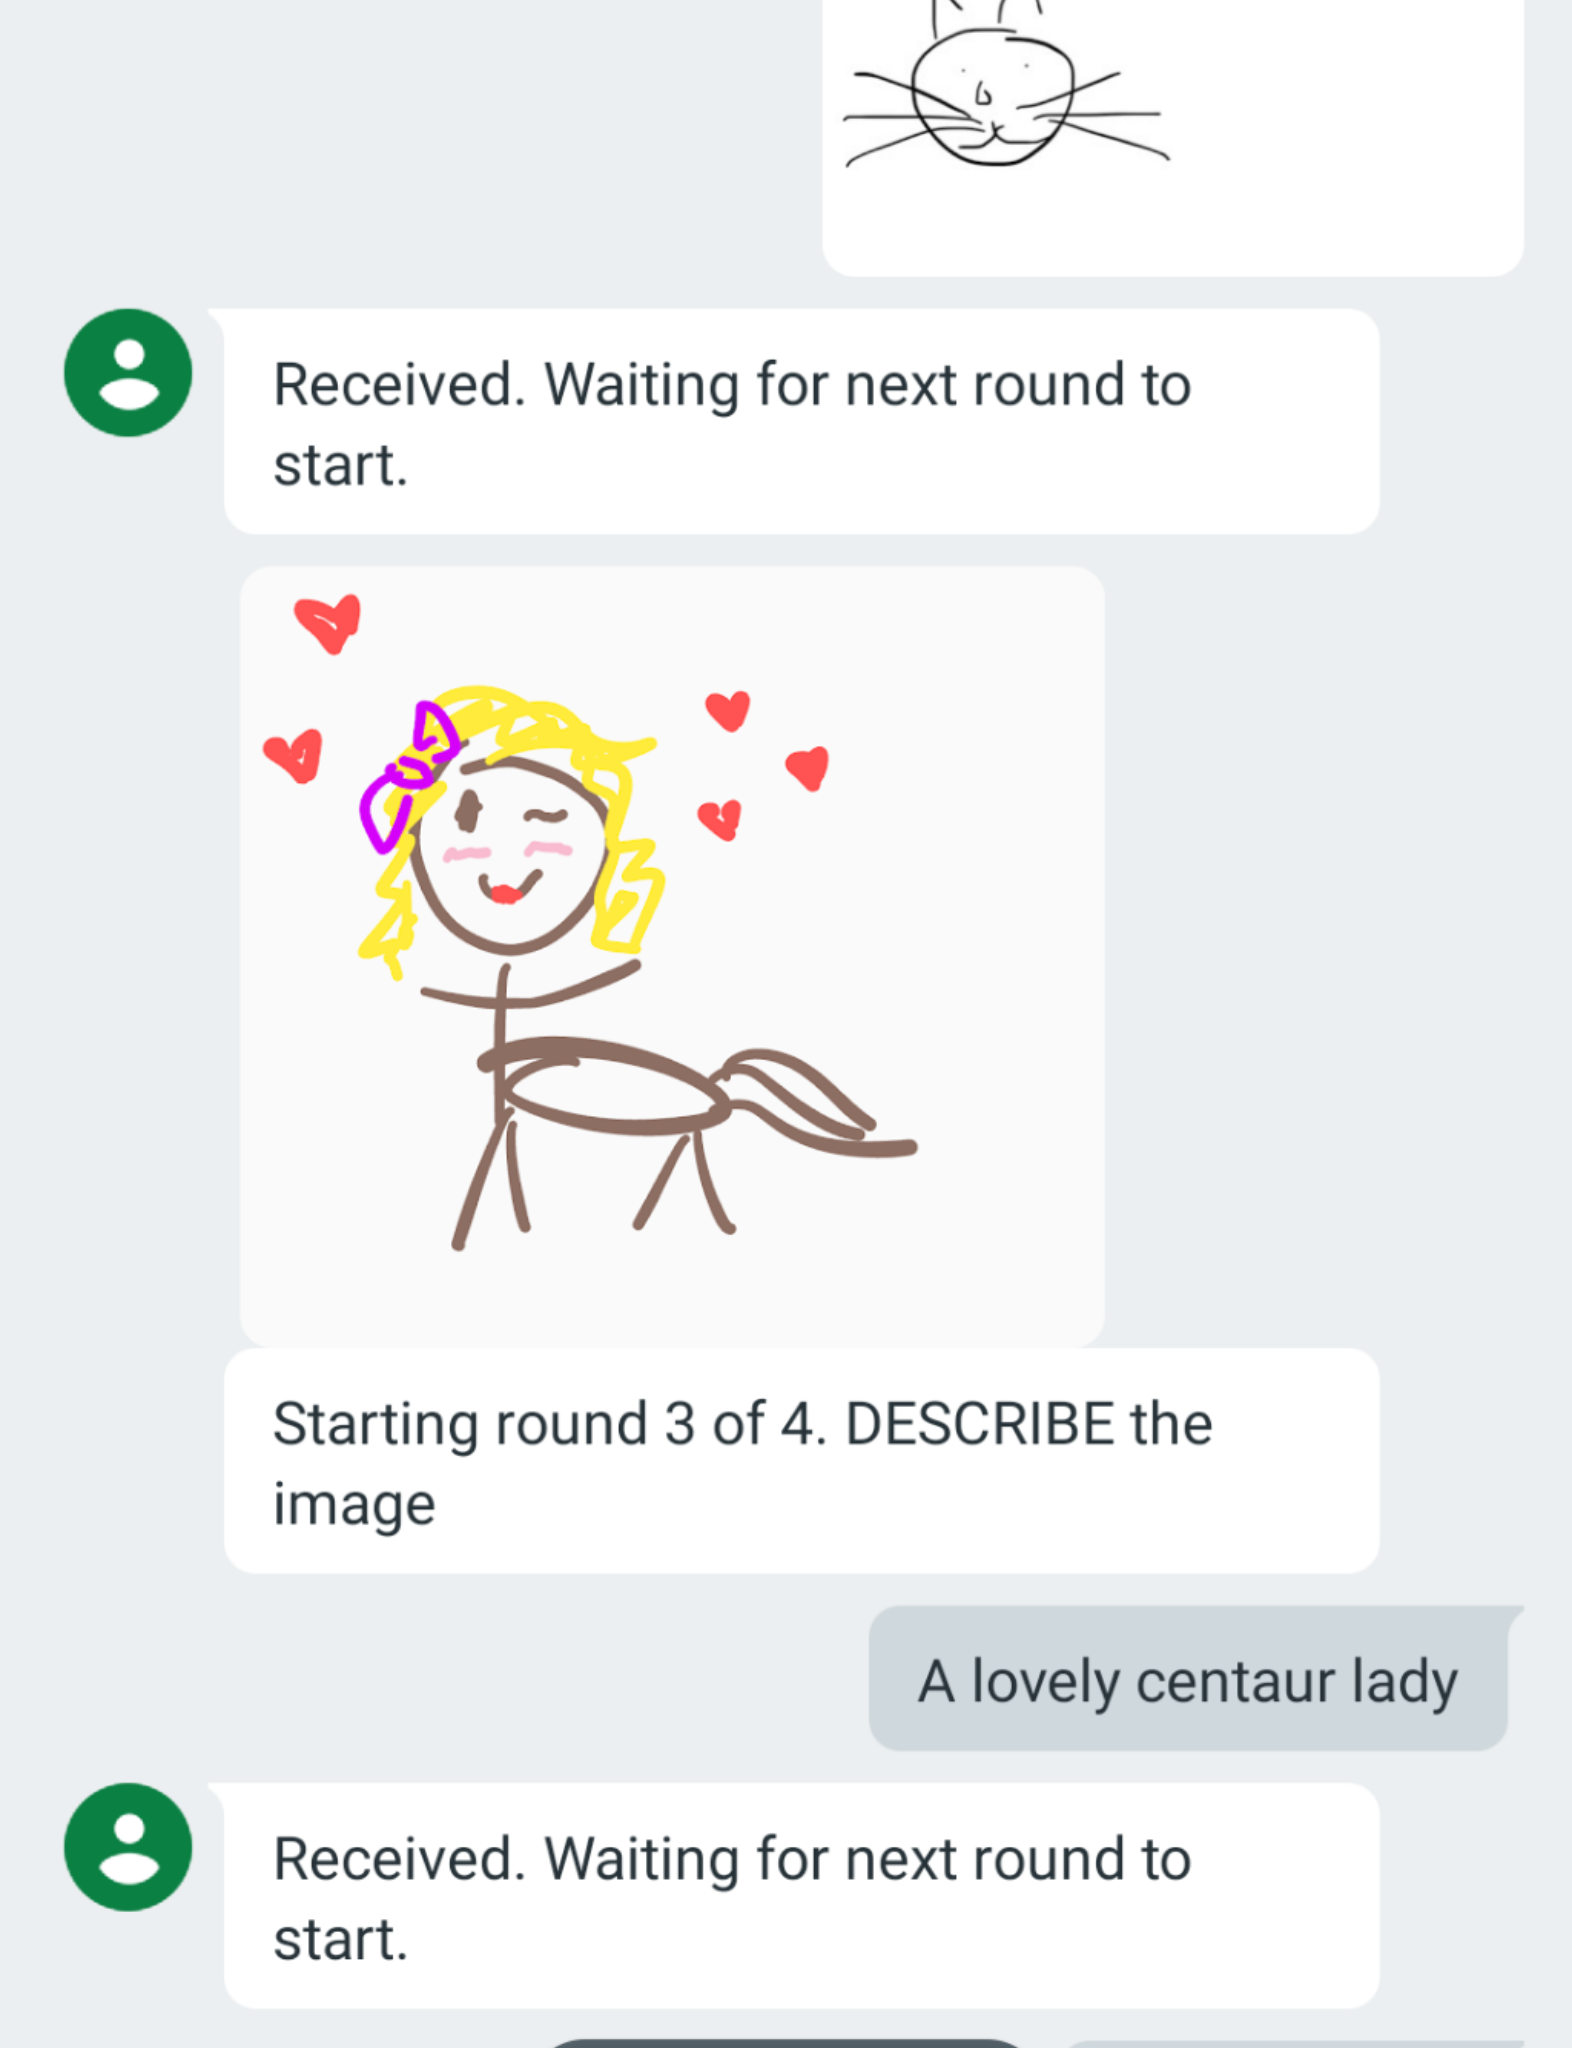 Received. Waiting for next round to
start.
Starting round 3 of 4. DESCRIBE the
image
A lovely centaur lady
Received. Waiting for next round to
start.